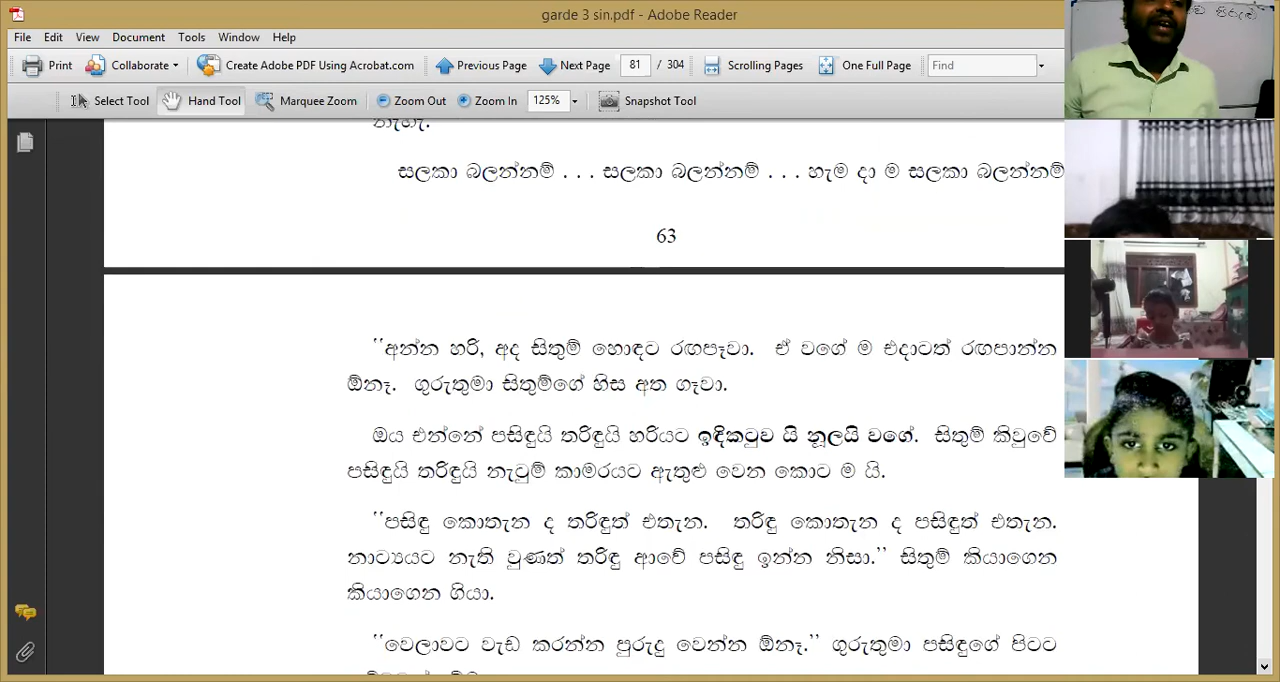 garde 3 sin.pdf - Adobe Reader
File Edit View Document Tools Window Help
Print Collaborate Create Adobe PDF Using Acrobat.com Previous Page Next Page 81 / 304 Scrolling Pages One Full Page Find
Select Tool Hand Tool Marquee Zoom Zoom Out Zoom In 125% Snapshot Tool
නැහැ.
සලකා බලන්නම් . . . සලකා බලන්නම් . . . හැම දා ම සලකා බලන්නම්
63
‘‘අන්න හරි, අද සිතුම් හොඳට රඟපෑවා. ඒ වගේ ම එදාටත් රඟපාන්න
ඕනෑ. ගුරුතුමා සිතුම්ගේ හිස අත ගෑවා.
ඔය එන්නේ පසිඳුයි තරිඳුයි හරියට ඉඳිකටුව යි නූලයි වගේ. සිතුම් කිවුවේ
පසිඳුයි තරිඳුයි නැටුම් කාමරයට ඇතුළු වෙන කොට ම යි.
‘‘පසිඳු කොතැන ද තරිඳුත් එතැන. තරිඳු කොතැන ද පසිඳුත් එතැන.
නාට්‍යයට නැති වුණත් තරිඳු ආවේ පසිඳු ඉන්න නිසා.’’ සිතුම් කියාගෙන
කියාගෙන ගියා.
‘‘වෙලාවට වැඩ කරන්න පුරුදු වෙන්න ඕනෑ.’’ ගුරුතුමා පසිඳුගේ පිටට